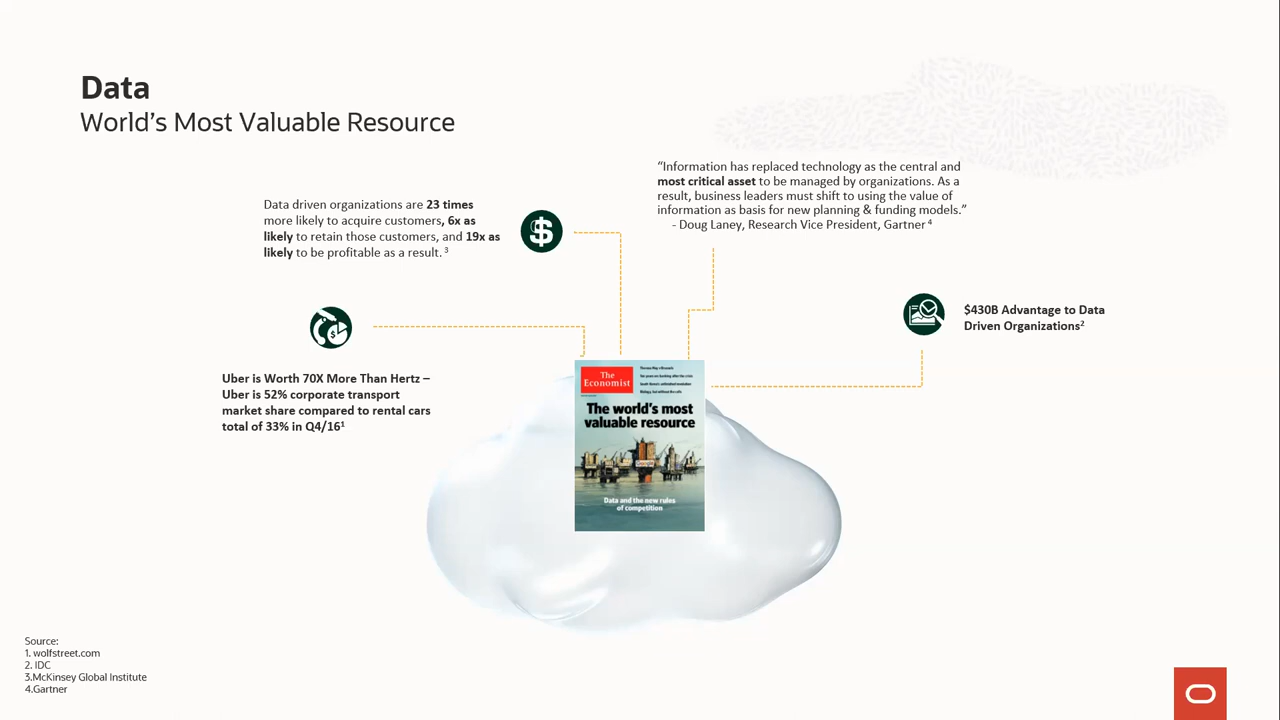 Data
World's Most Valuable Resource
Data driven organizations are 23 times
more likely to acquire customers, 6x as
likely to retain those customers, and 19x as
likely to be profitable as a result. 3
“Information has replaced technology as the central and
most critical asset to be managed by organizations. As a
result, business leaders must shift to using the value of
information as basis for new planning & funding models.”
- Doug Laney, Research Vice President, Gartner 4
$430B Advantage to Data
Driven Organizations2
Uber is Worth 70X More Than Hertz –
Uber is 52% corporate transport
market share compared to rental cars
total of 33% in Q4/161
The
Economist
The world's most
valuable resource
Data and the new rules
of competition
Source:
1. wolfstreet.com
2. IDC
3.McKinsey Global Institute
4.Gartner